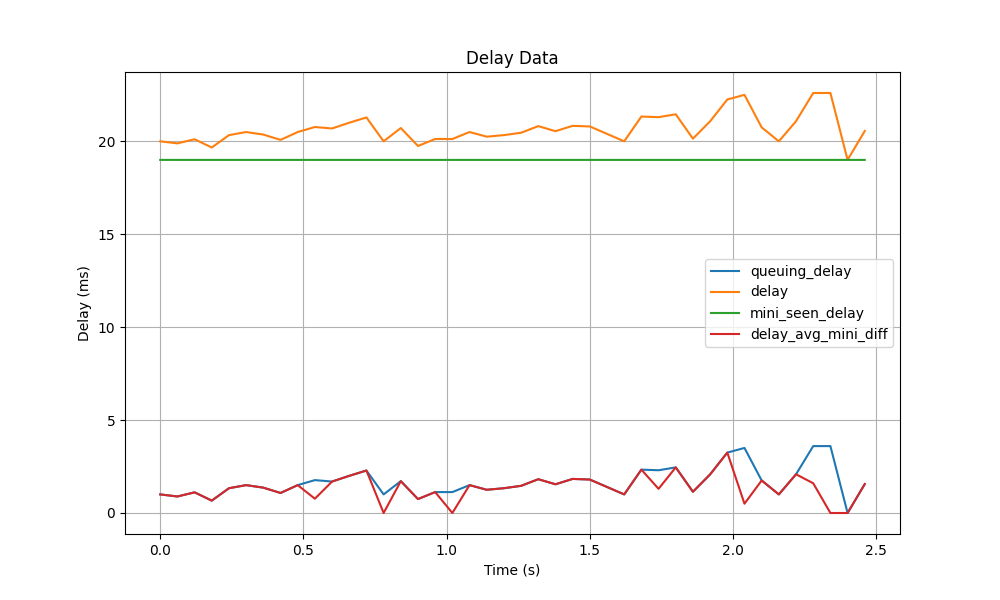 Delay Data
Delay (ms)
20
15
10
5
0
queuing_delay
delay
mini_seen_delay
delay_avg_mini_diff
0.0 0.5 1.0 1.5 2.0 2.5
Time (s)